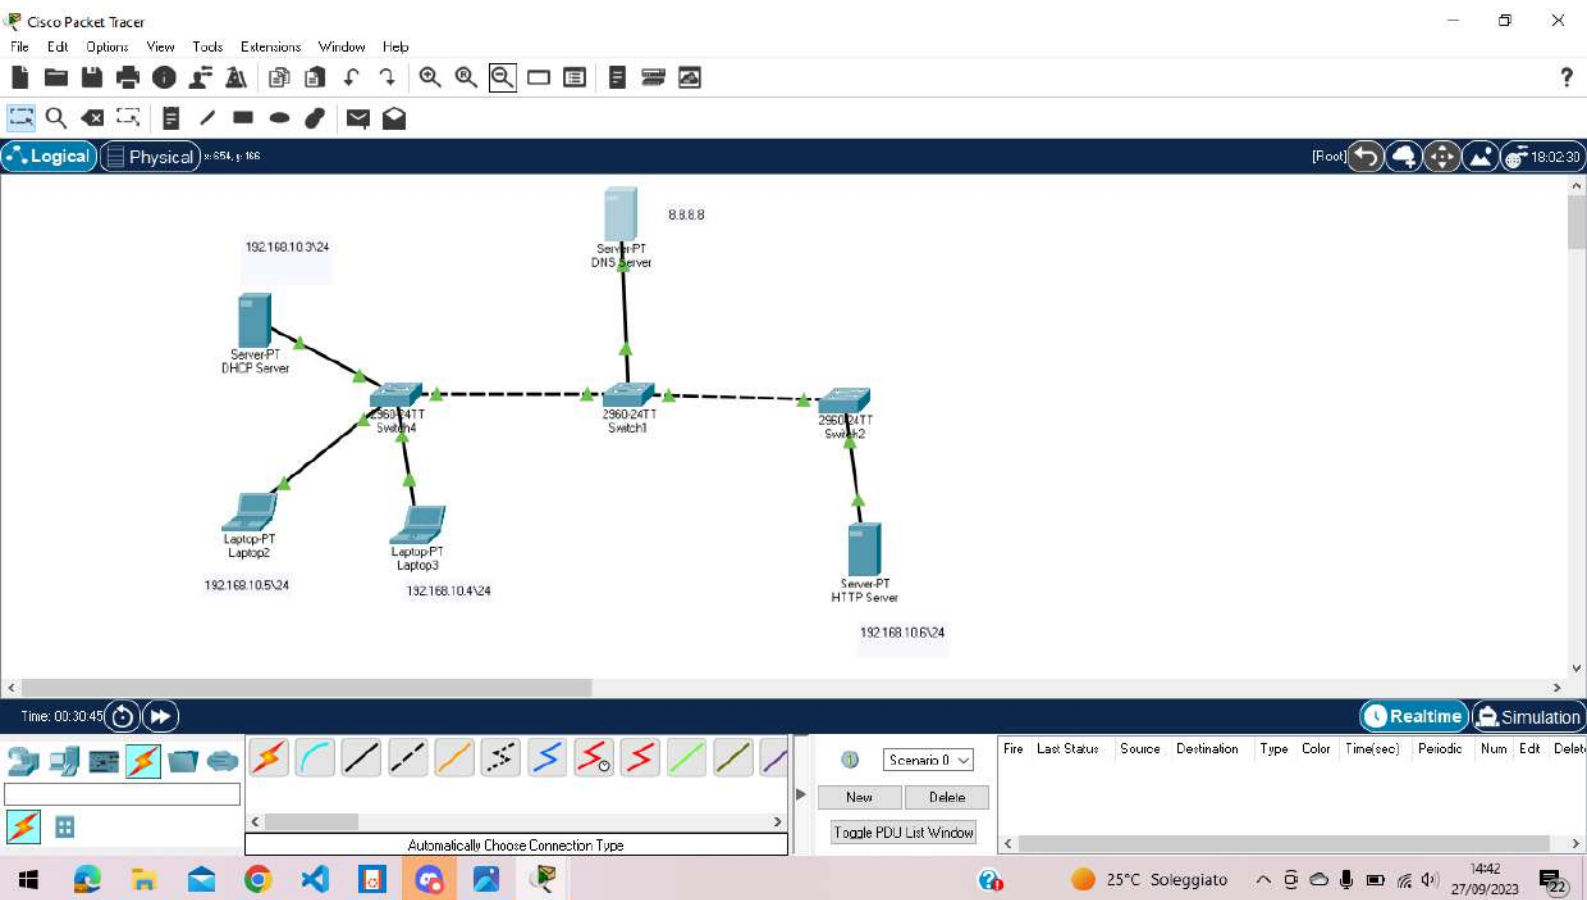 Cisco Packet Tracer
File Edit Options View Tools Extensions Window Help
?
Logical Physical x: 654, y: 166 [Root] 18:02:30
8.8.8.8
Server-PT
DNS Server
192.168.10.3\24
Server-PT
DHCP Server
2960-24TT
Switch4
2960-24TT
Switch1
2960-24TT
Switch2
Laptop-PT
Laptop2
192.168.10.5\24
Laptop-PT
Laptop3
192.168.10.4\24
Server-PT
HTTP Server
192.168.10.6\24
Time: 00:30:45 Realtime Simulation
Scenario 0
New Delete
Toggle PDU List Window
Fire Last Status Source Destination Type Color Time(sec) Periodic Num Edit Delet
Automatically Choose Connection Type
25°C Soleggiato
14:42
27/09/2023
22